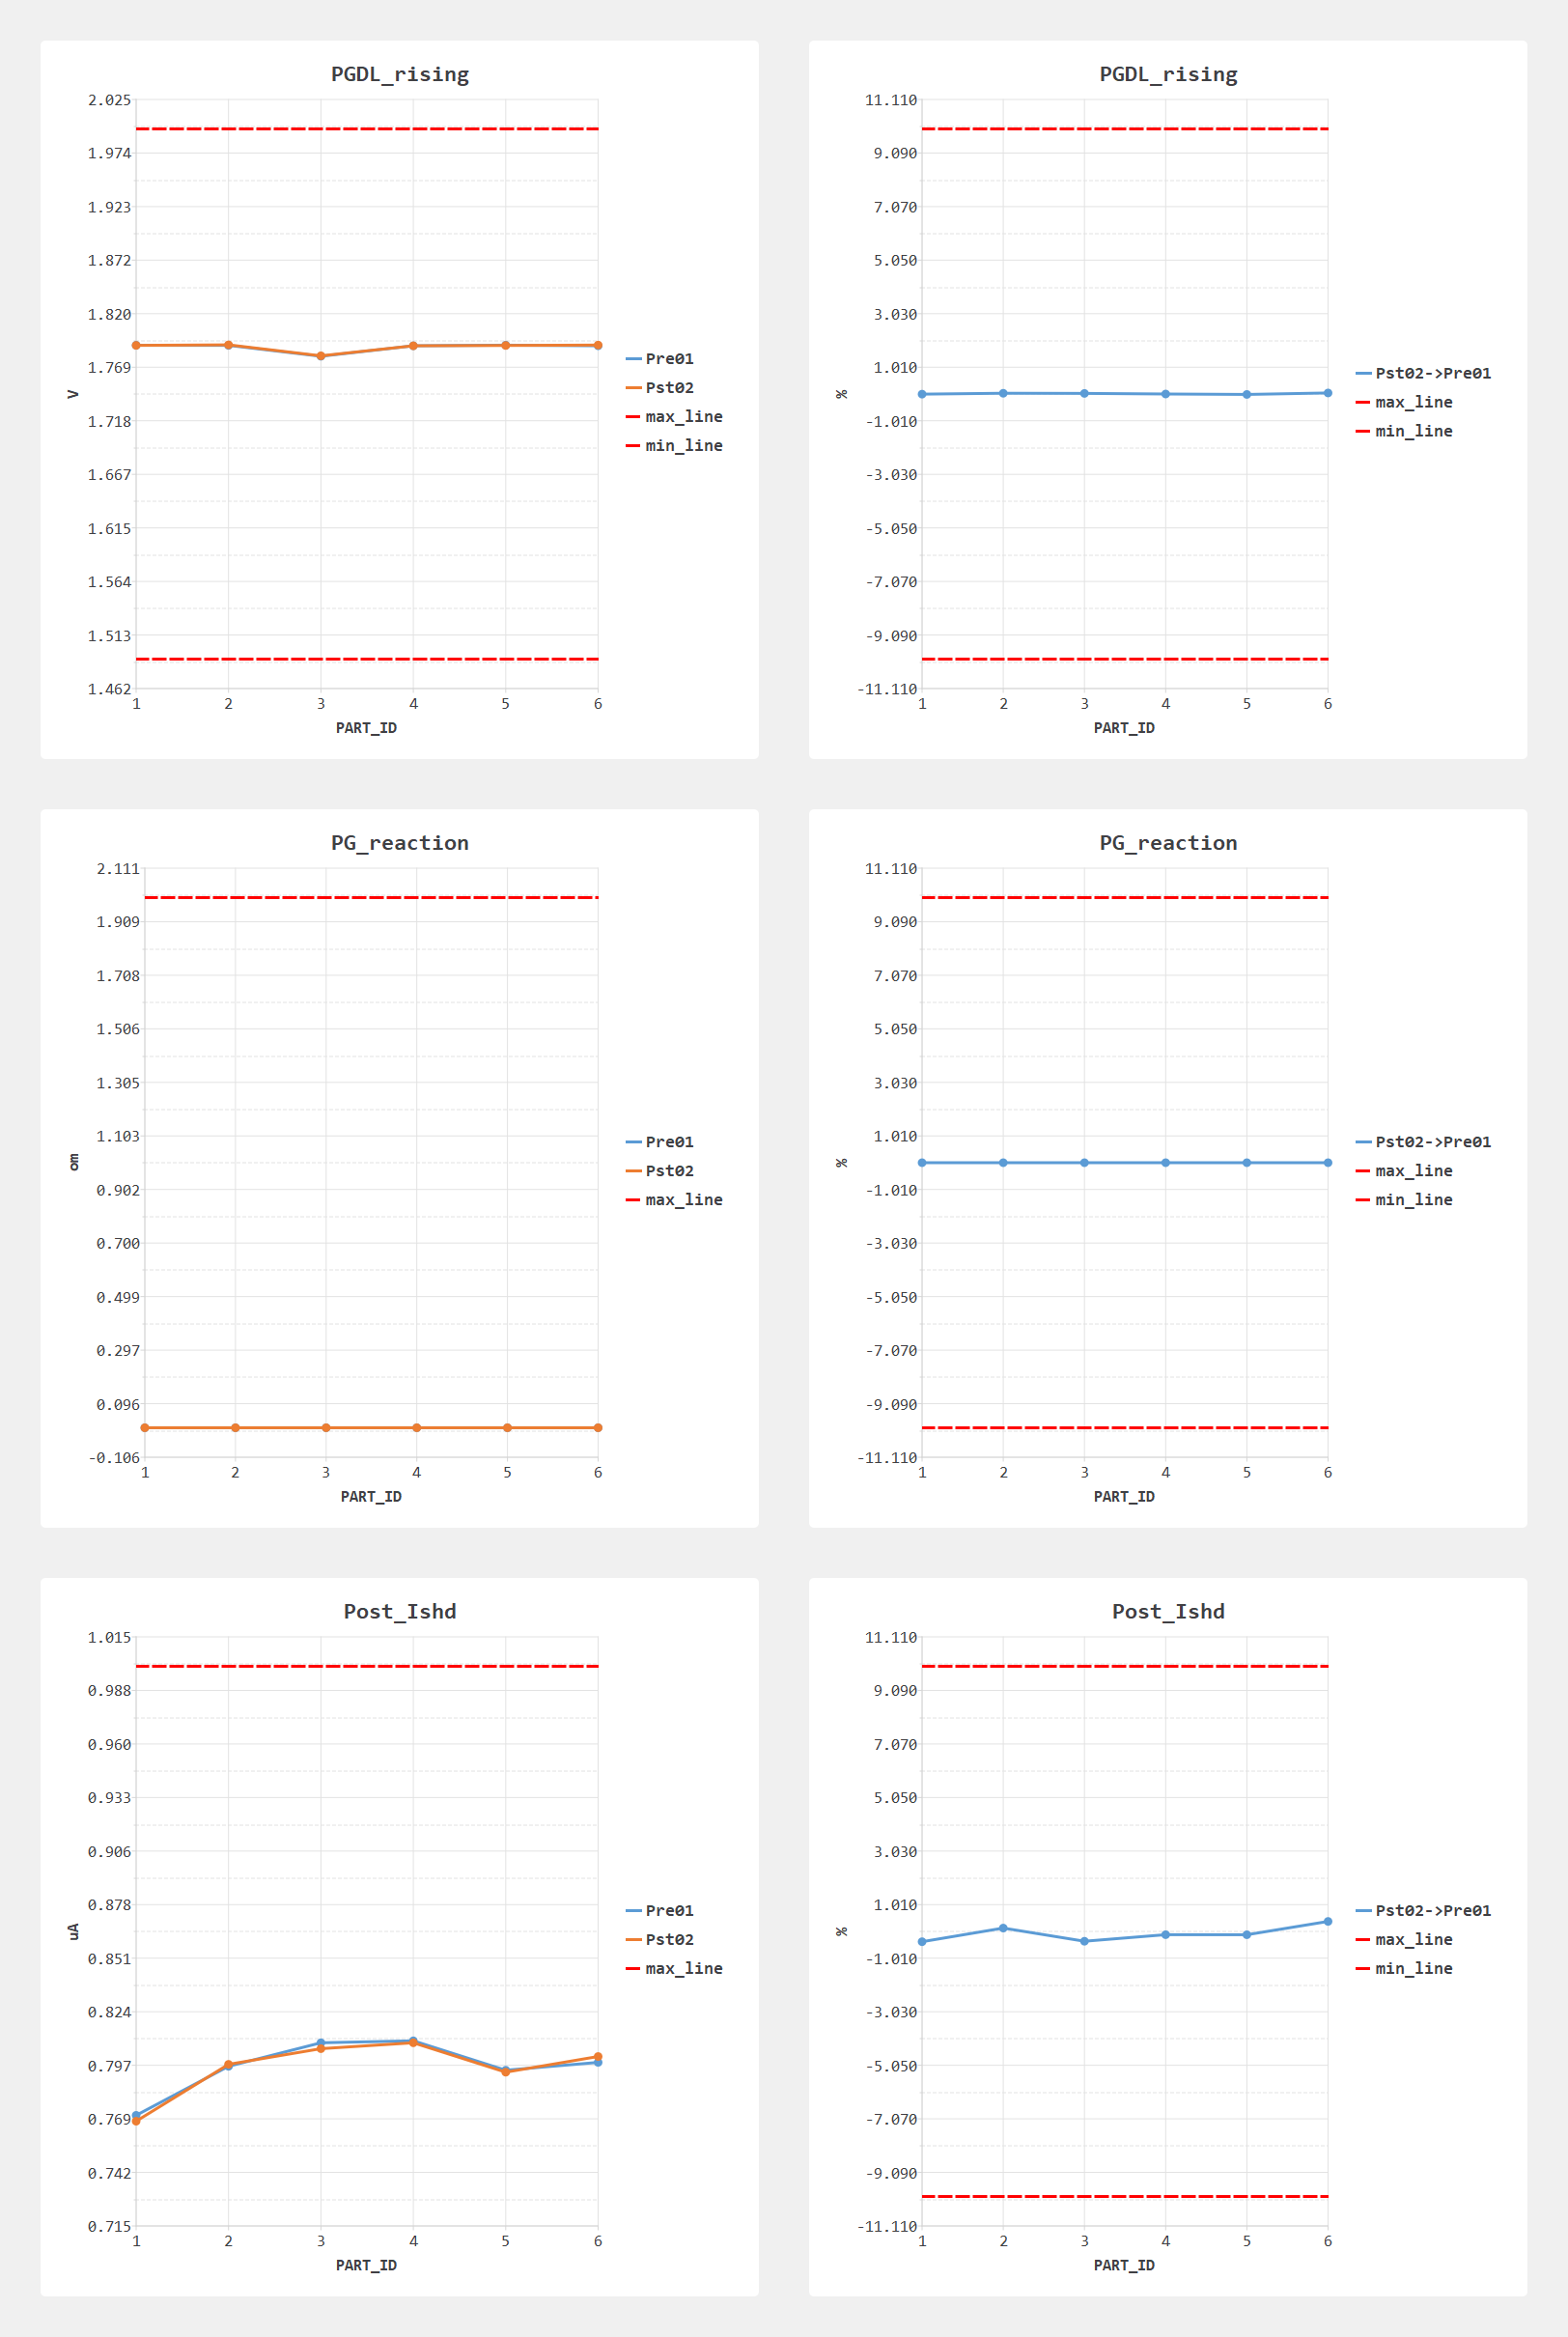 PGDL_rising
2.025
1.974
1.923
1.872
1.820
1.769
1.718
1.667
1.615
1.564
1.513
1.462
V
1 2 3 4 5 6
PART_ID
Pre01
Pst02
max_line
min_line
PGDL_rising
11.110
9.090
7.070
5.050
3.030
1.010
-1.010
-3.030
-5.050
-7.070
-9.090
-11.110
%
1 2 3 4 5 6
PART_ID
Pst02->Pre01
max_line
min_line
PG_reaction
2.111
1.909
1.708
1.506
1.305
1.103
0.902
0.700
0.499
0.297
0.096
-0.106
om
1 2 3 4 5 6
PART_ID
Pre01
Pst02
max_line
PG_reaction
11.110
9.090
7.070
5.050
3.030
1.010
-1.010
-3.030
-5.050
-7.070
-9.090
-11.110
%
1 2 3 4 5 6
PART_ID
Pst02->Pre01
max_line
min_line
Post_Ishd
1.015
0.988
0.960
0.933
0.906
0.878
0.851
0.824
0.797
0.769
0.742
0.715
uA
1 2 3 4 5 6
PART_ID
Pre01
Pst02
max_line
Post_Ishd
11.110
9.090
7.070
5.050
3.030
1.010
-1.010
-3.030
-5.050
-7.070
-9.090
-11.110
%
1 2 3 4 5 6
PART_ID
Pst02->Pre01
max_line
min_line